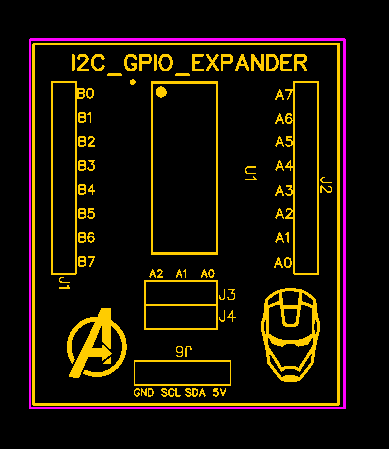 I2C_GPIO_EXPANDER
B0
B1
B2
B3
B4
B5
B6
B7
J1
U1
A7
A6
A5
A4
A3
A2
A1
A0
J2
A2 A1 A0
J3
J4
J6
GND SCL SDA 5V